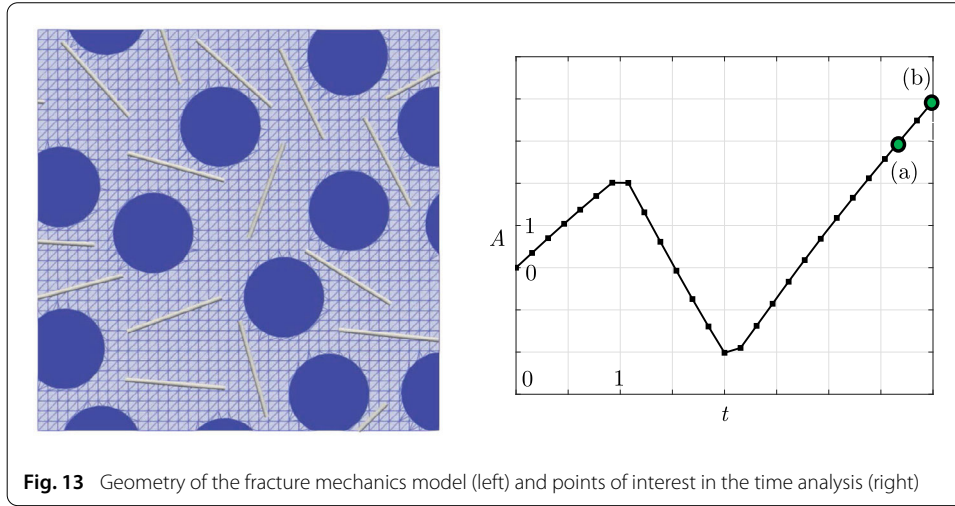 (b)
(a)
1
A
0
0
1
t
Fig. 13 Geometry of the fracture mechanics model (left) and points of interest in the time analysis (right)